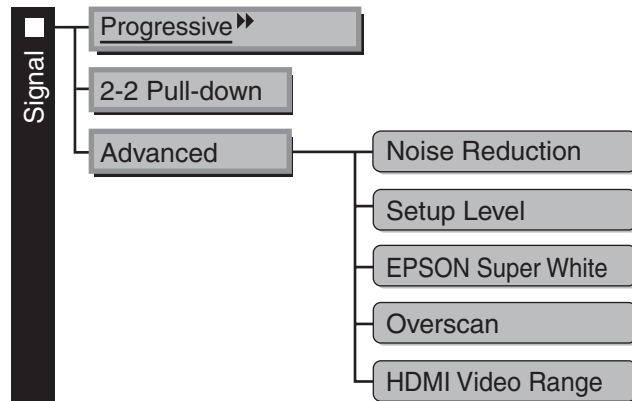 Signal
Progressive
2-2 Pull-down
Advanced
Noise Reduction
Setup Level
EPSON Super White
Overscan
HDMI Video Range